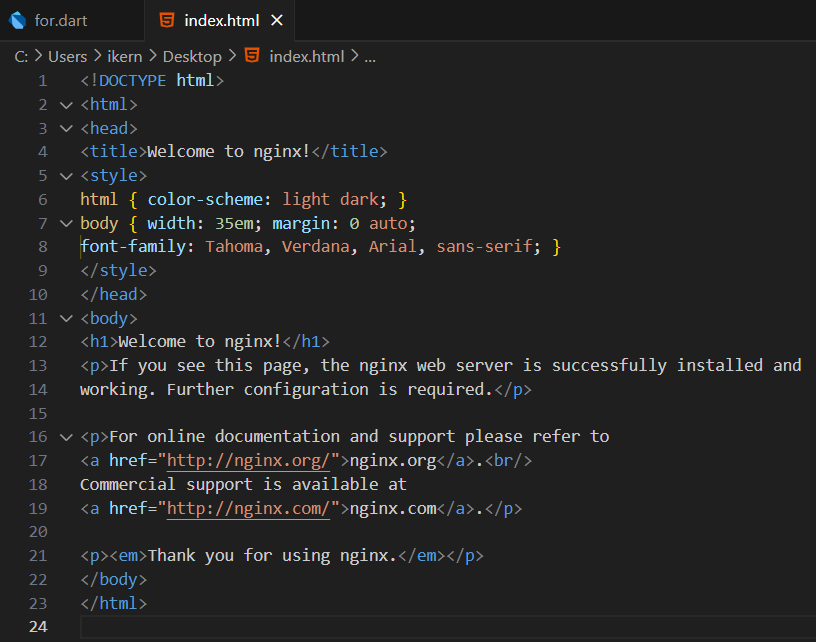 for.dart index.html
C: > Users > ikern > Desktop > index.html > ...
1 <!DOCTYPE html>
2 <html>
3 <head>
4 <title>Welcome to nginx!</title>
5 <style>
6 html { color-scheme: light dark; }
7 body { width: 35em; margin: 0 auto;
8 font-family: Tahoma, Verdana, Arial, sans-serif; }
9 </style>
10 </head>
11 <body>
12 <h1>Welcome to nginx!</h1>
13 <p>If you see this page, the nginx web server is successfully installed and
14 working. Further configuration is required.</p>
15
16 <p>For online documentation and support please refer to
17 <a href="http://nginx.org/">nginx.org</a>.<br/>
18 Commercial support is available at
19 <a href="http://nginx.com/">nginx.com</a>.</p>
20
21 <p><em>Thank you for using nginx.</em></p>
22 </body>
23 </html>
24